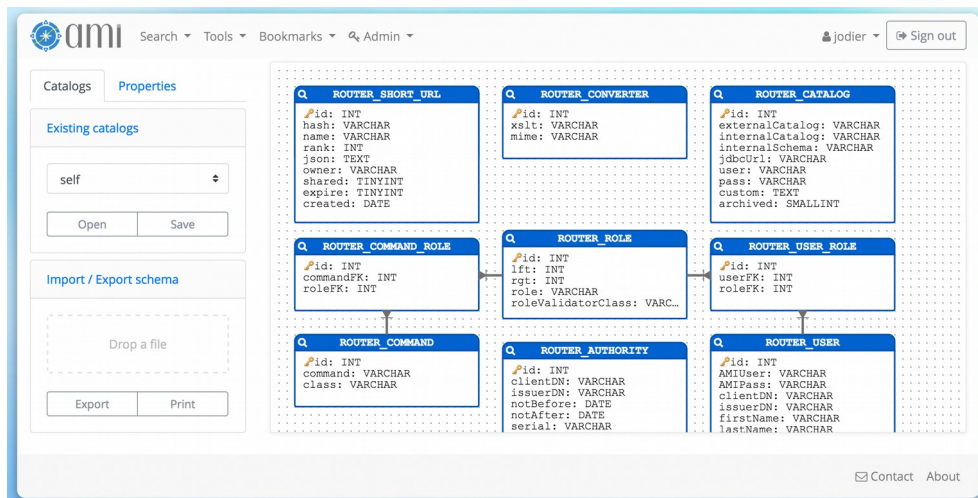 ami Search Tools Bookmarks Admin jodier Sign out
Catalogs Properties
Existing catalogs
self
Open Save
Import / Export schema
Drop a file
Export Print
ROUTER_SHORT_URL
id: INT
hash: VARCHAR
name: VARCHAR
rank: INT
json: TEXT
owner: VARCHAR
shared: TINYINT
expire: TINYINT
created: DATE
ROUTER_CONVERTER
id: INT
xslt: VARCHAR
mime: VARCHAR
ROUTER_CATALOG
id: INT
externalCatalog: VARCHAR
internalCatalog: VARCHAR
internalSchema: VARCHAR
jdbcUrl: VARCHAR
user: VARCHAR
pass: VARCHAR
custom: TEXT
archived: SMALLINT
ROUTER_COMMAND_ROLE
id: INT
commandFK: INT
roleFK: INT
ROUTER_ROLE
id: INT
lft: INT
rgt: INT
role: VARCHAR
roleValidatorClass: VARC…
ROUTER_USER_ROLE
id: INT
userFK: INT
roleFK: INT
ROUTER_COMMAND
id: INT
command: VARCHAR
class: VARCHAR
ROUTER_AUTHORITY
id: INT
clientDN: VARCHAR
issuerDN: VARCHAR
notBefore: DATE
notAfter: DATE
serial: VARCHAR
ROUTER_USER
id: INT
AMIUser: VARCHAR
AMIPass: VARCHAR
clientDN: VARCHAR
issuerDN: VARCHAR
firstName: VARCHAR
lastName: VARCHAR
Contact About